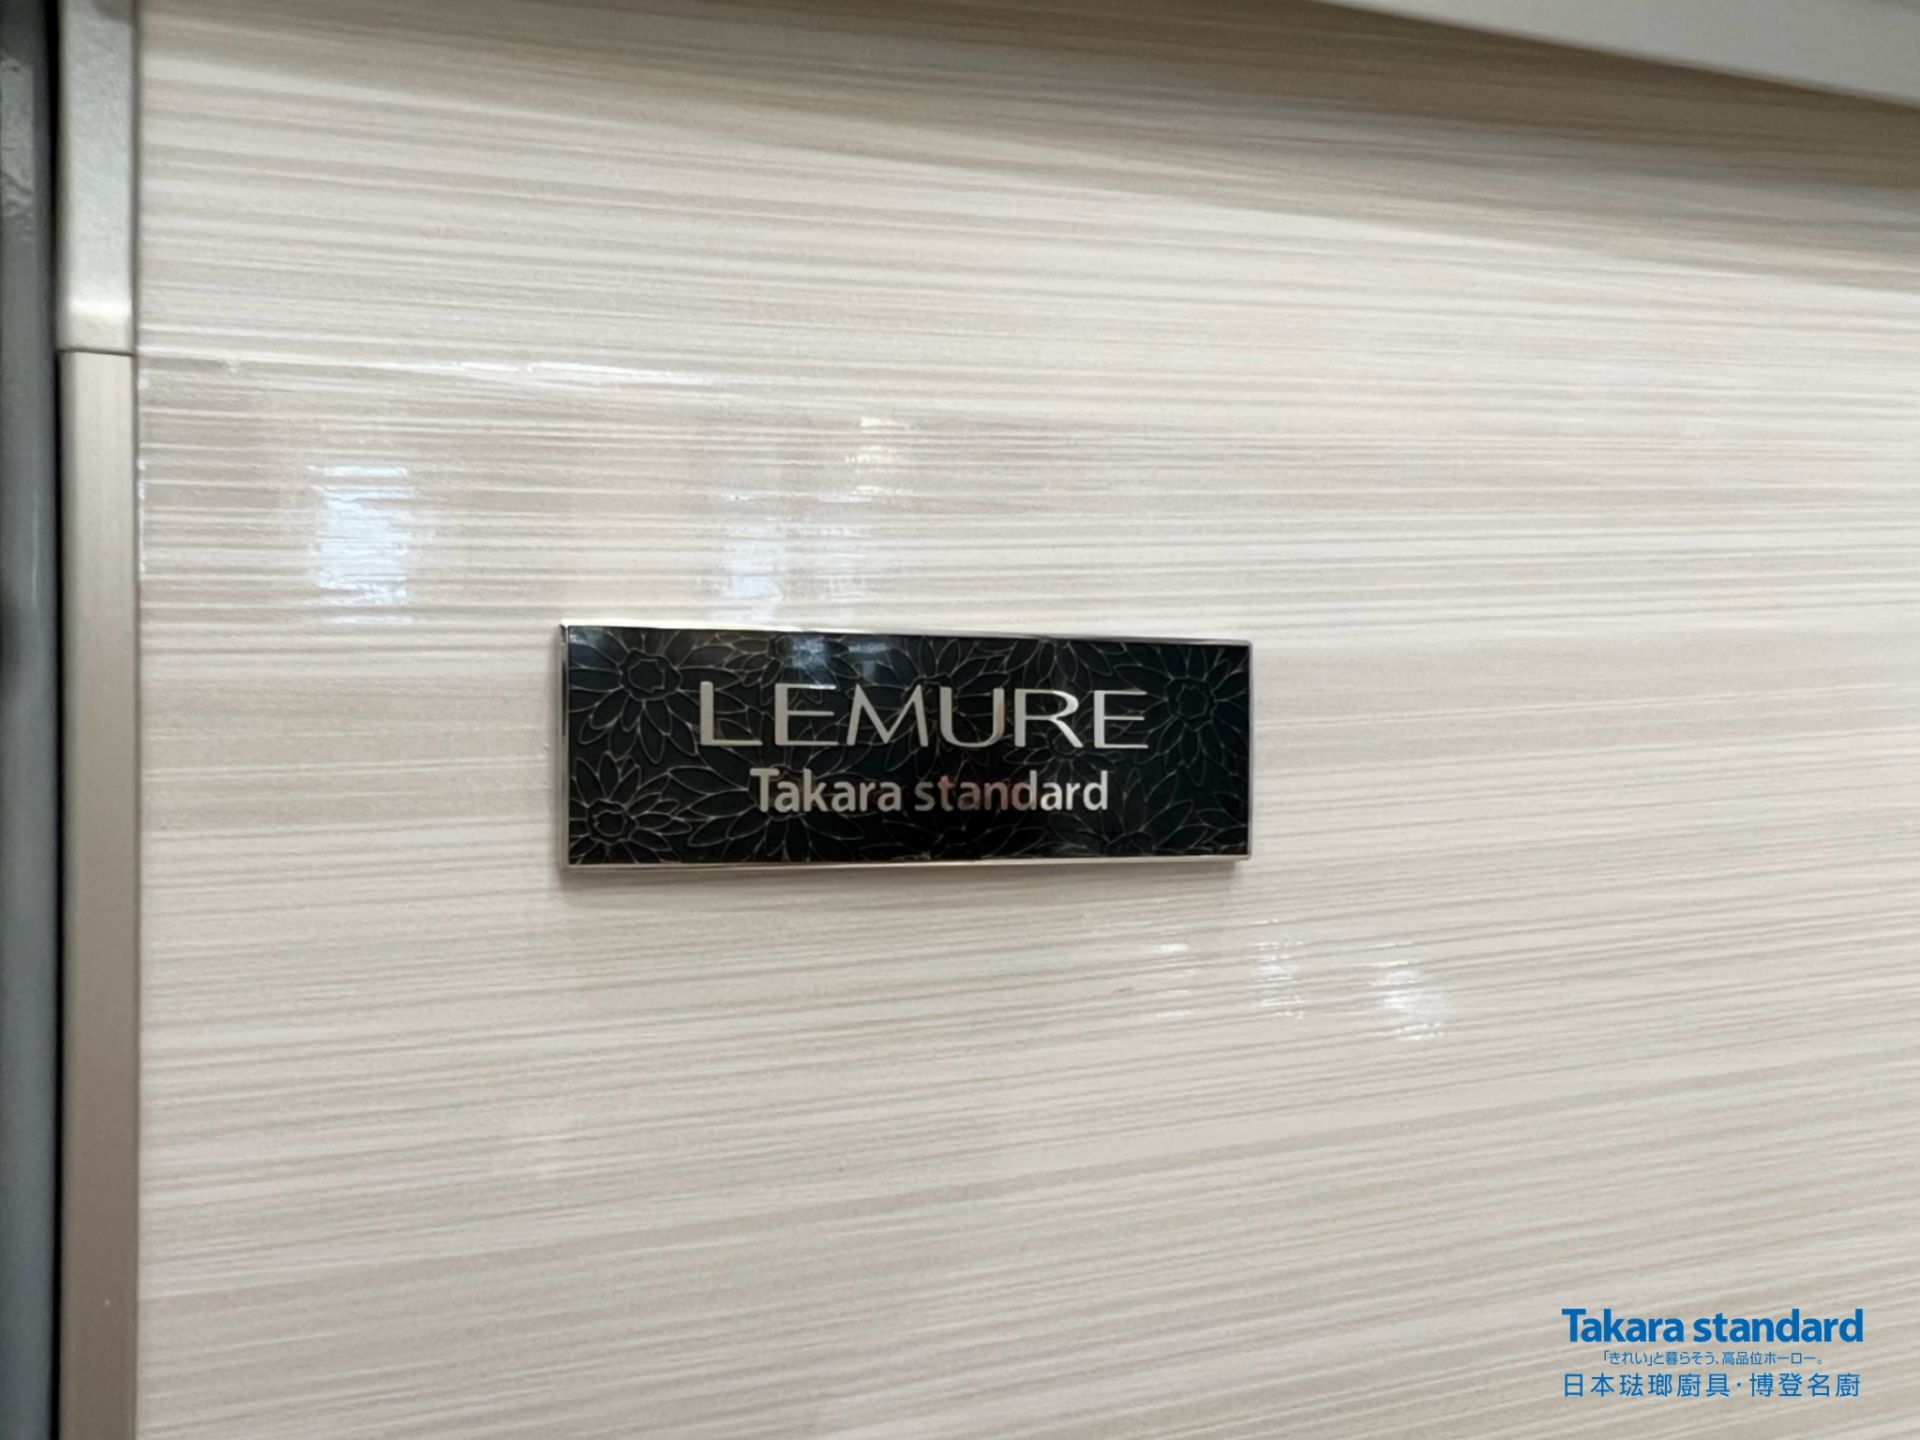 LEMURE
Takara standard
Takara standard
「きれい」と暮らそう、高品位ホーロー。
日本琺瑯廚具·博登名廚